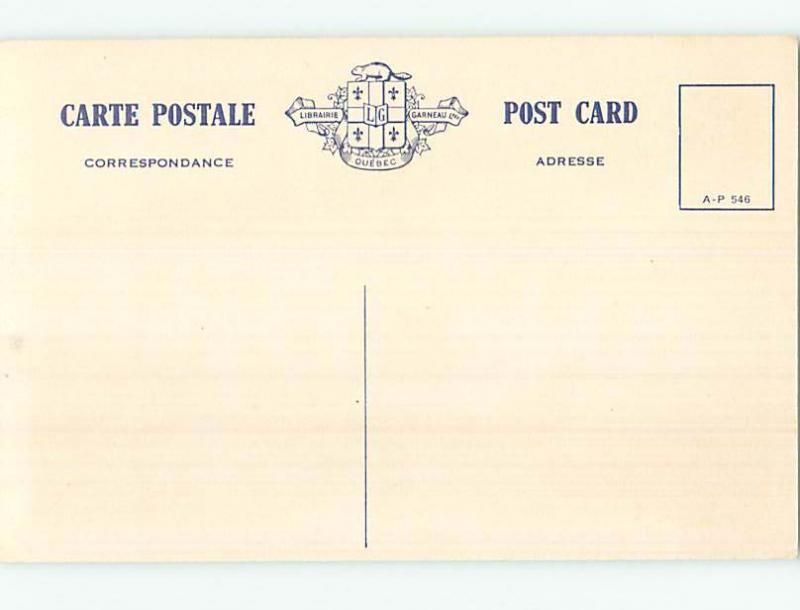 CARTE POSTALE
CORRESPONDANCE
LIBRAIRIE
LG
GARNEAU Ltée
QUÉBEC
POST CARD
ADRESSE
A-P 546